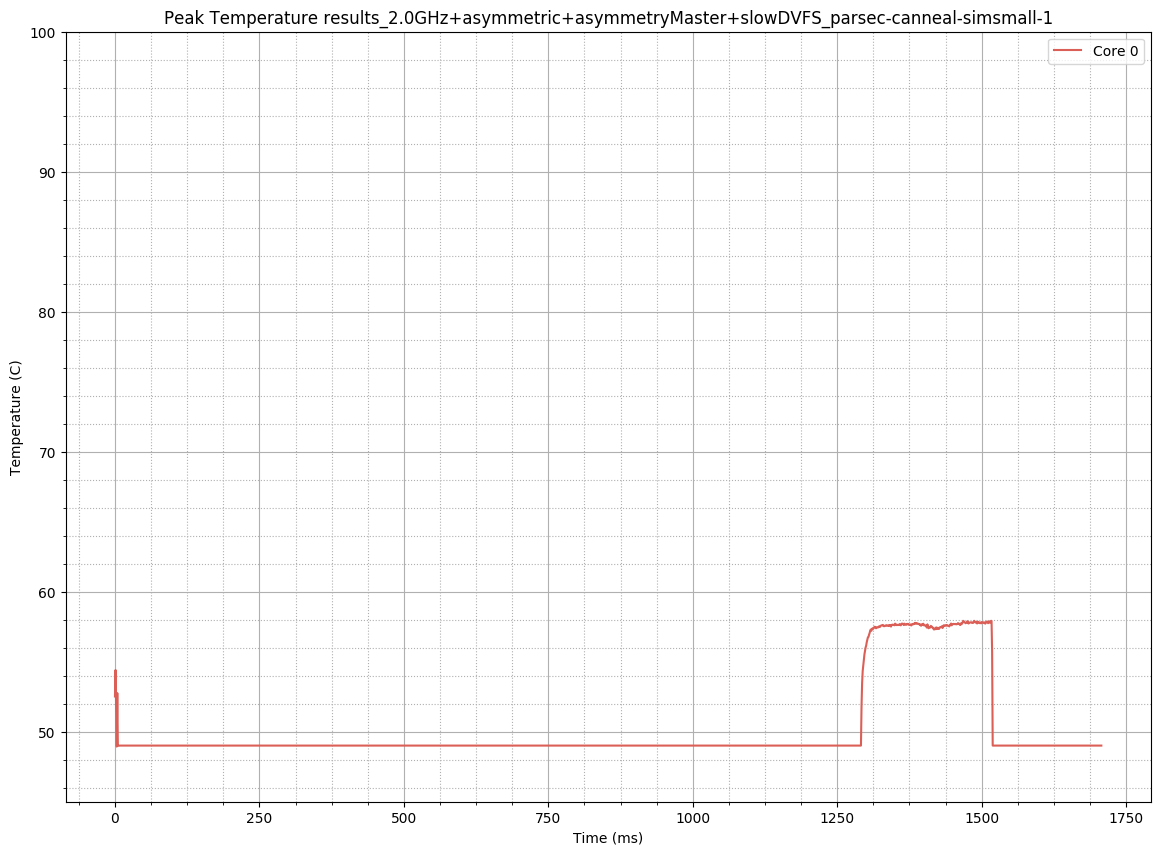 Peak Temperature results_2.0GHz+asymmetric+asymmetryMaster+slowDVFS_parsec-canneal-simsmall-1
Core 0
100
90
80
70
60
50
Temperature (C)
0 250 500 750 1000 1250 1500 1750
Time (ms)